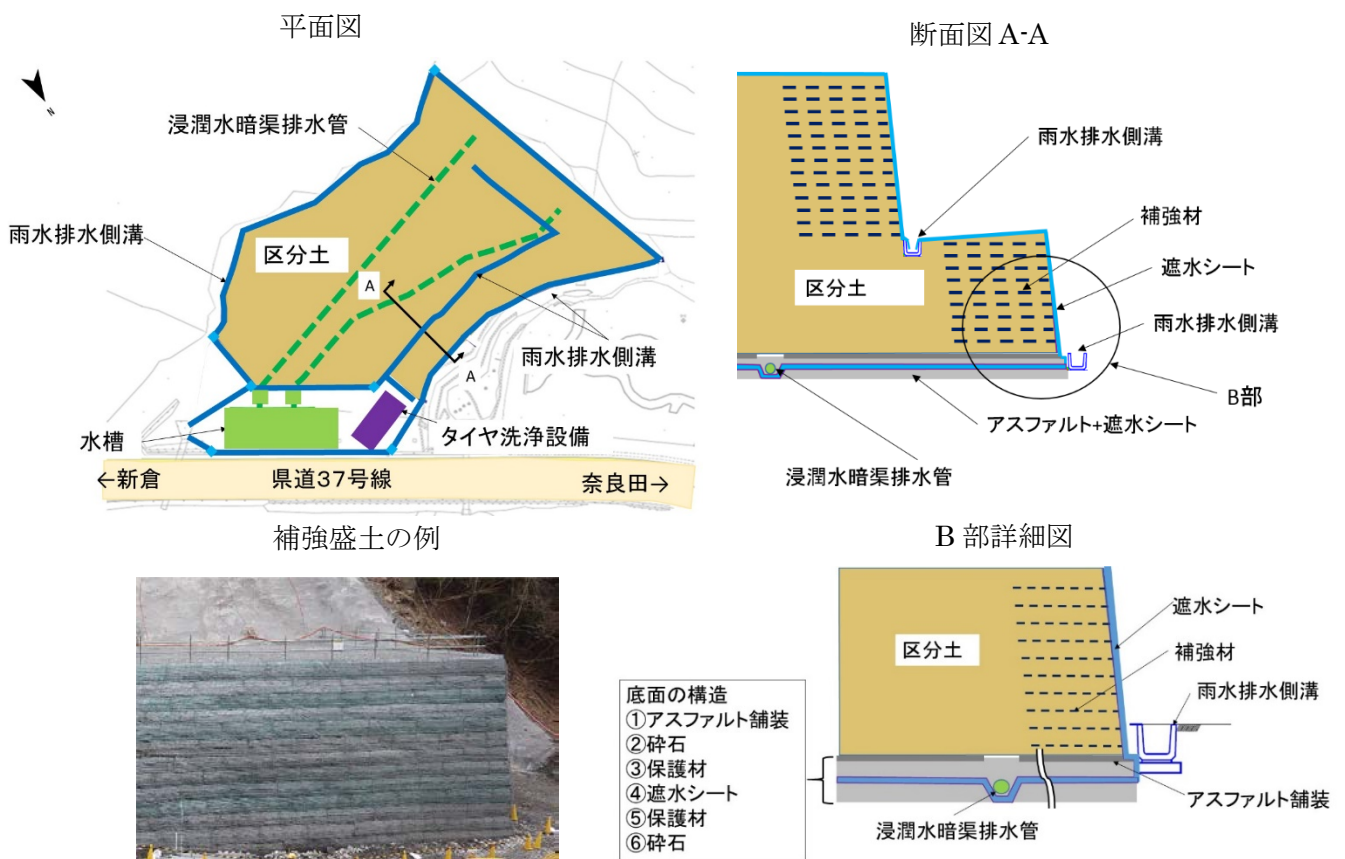 平面図
N
浸潤水暗渠排水管
雨水排水側溝
区分土
A
A
雨水排水側溝
水槽
タイヤ洗浄設備
←新倉
県道37号線
奈良田→
断面図 A-A
雨水排水側溝
補強材
遮水シート
区分土
雨水排水側溝
B部
アスファルト+遮水シート
浸潤水暗渠排水管
補強盛土の例
B 部詳細図
遮水シート
区分土
補強材
雨水排水側溝
底面の構造
①アスファルト舗装
②砕石
③保護材
④遮水シート
⑤保護材
⑥砕石
アスファルト舗装
浸潤水暗渠排水管